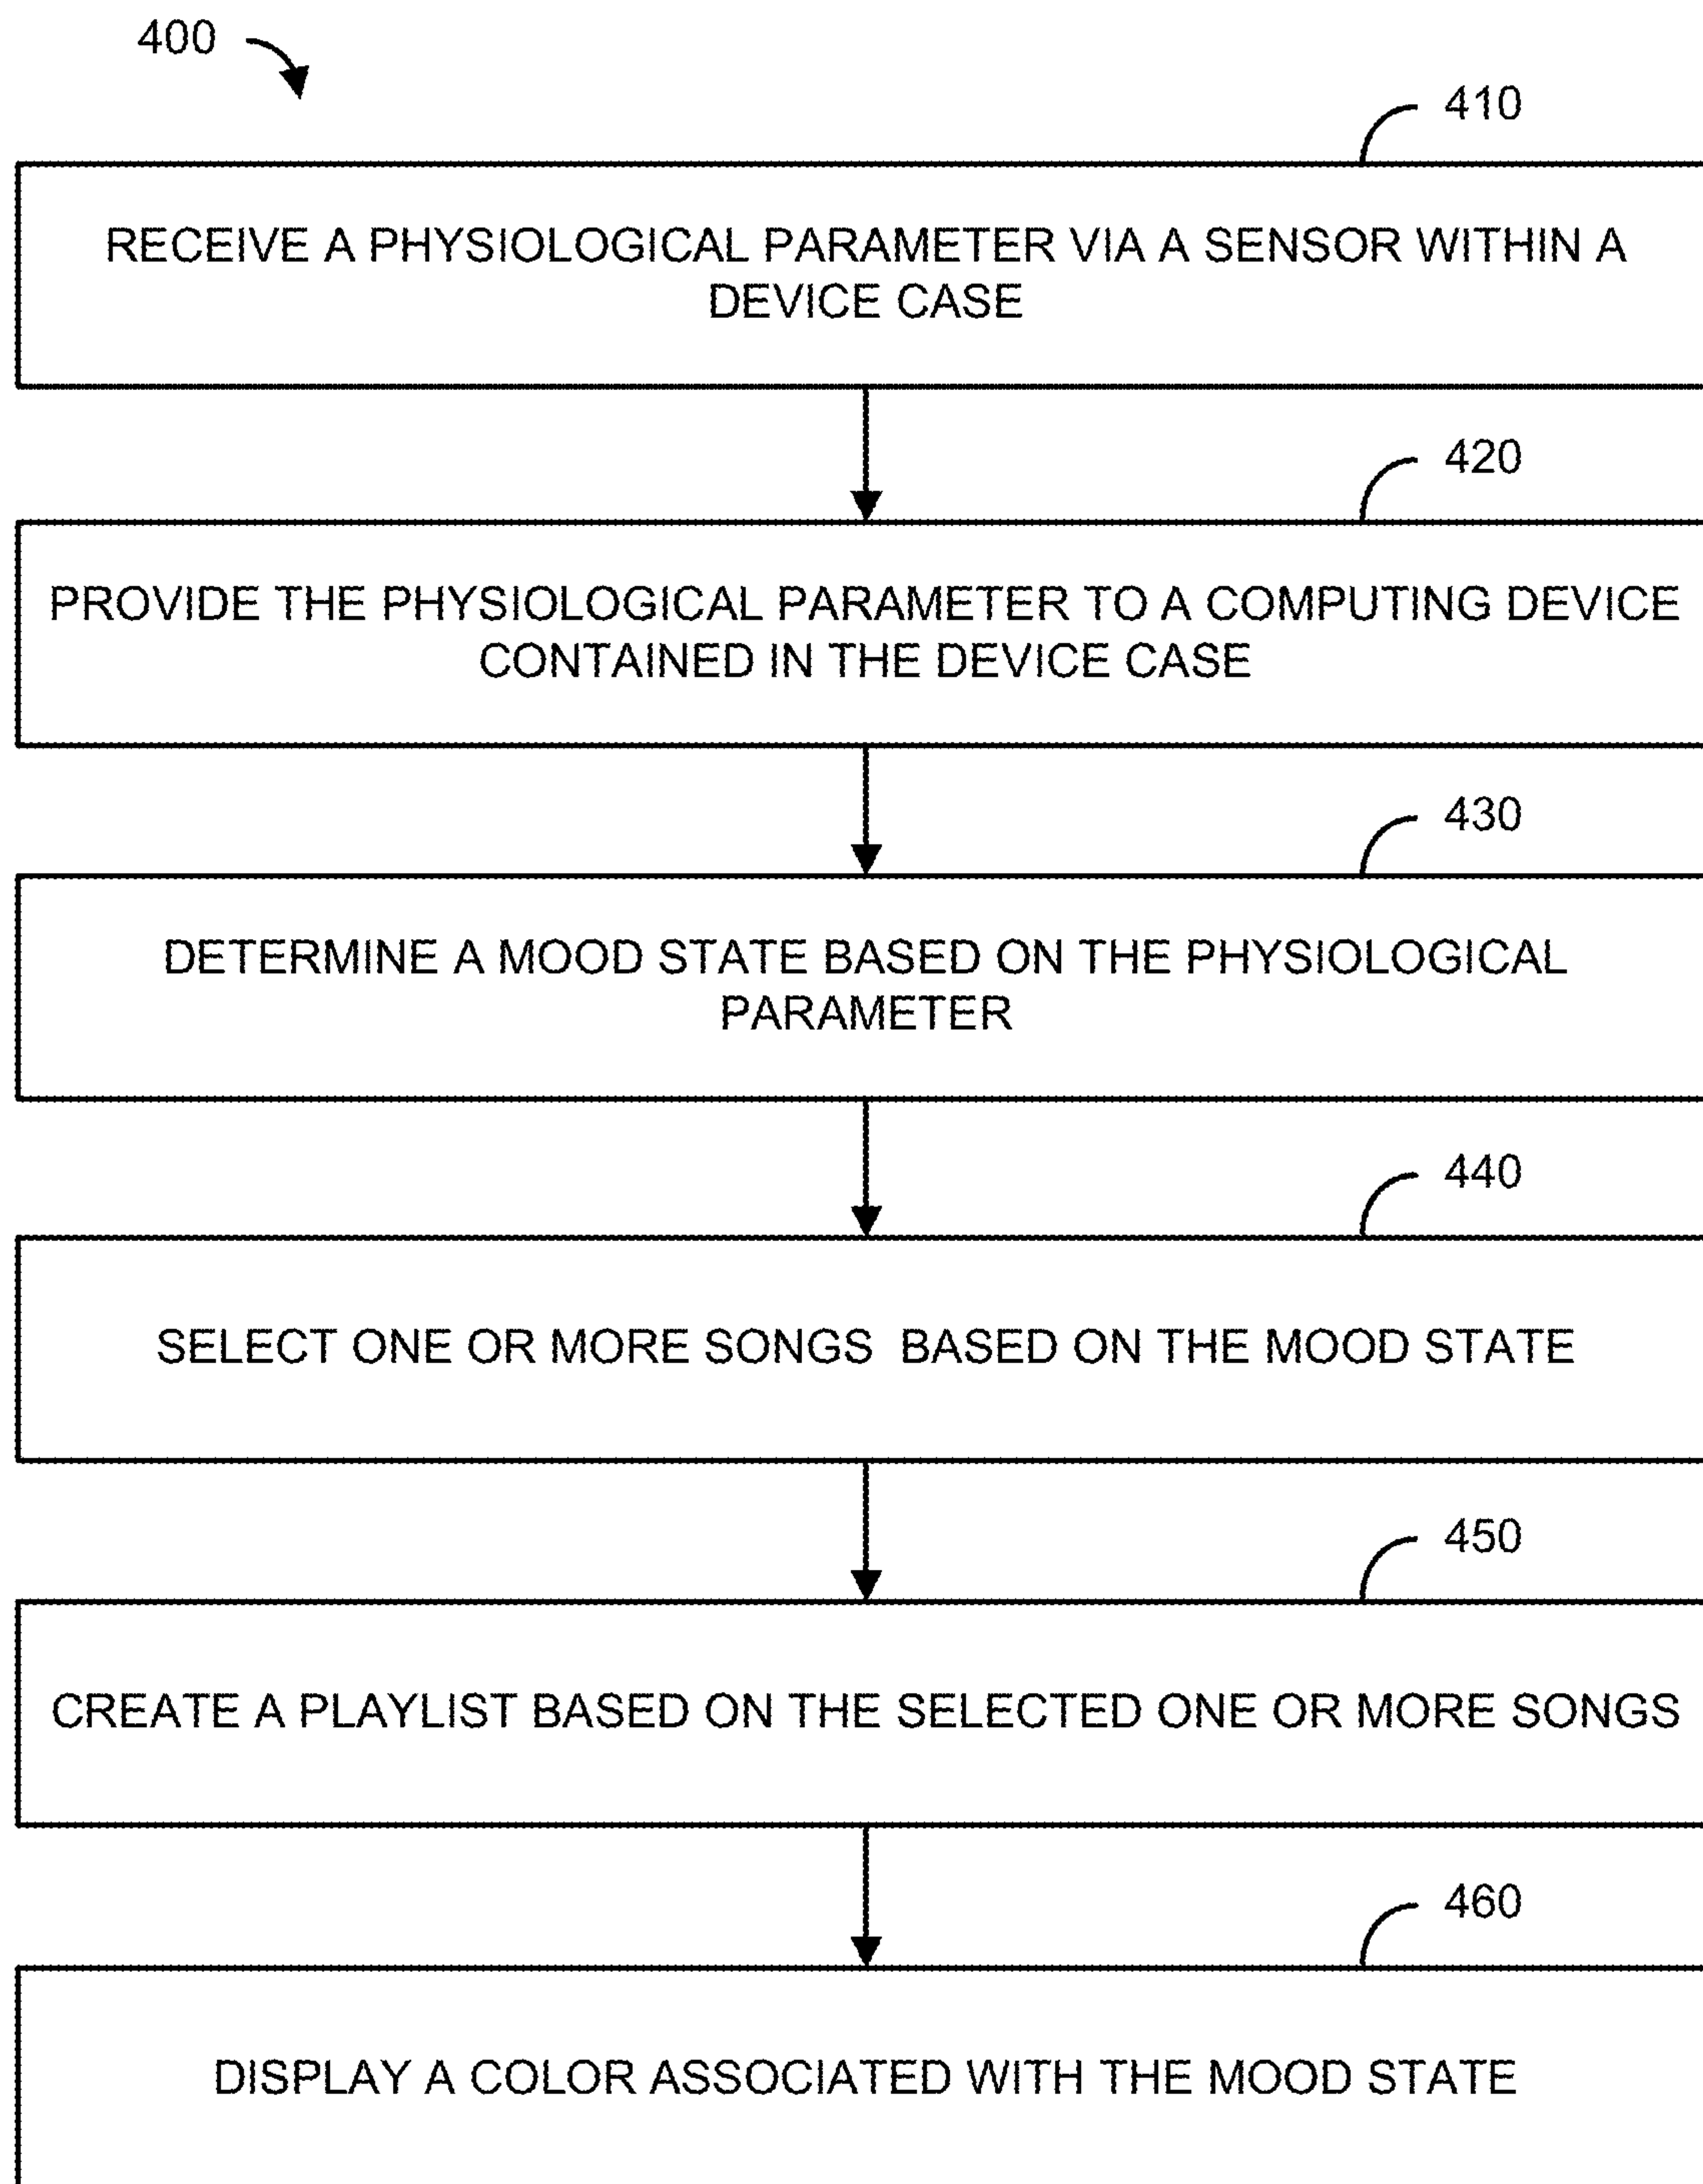 400
410
RECEIVE A PHYSIOLOGICAL PARAMETER VIA A SENSOR WITHIN A
DEVICE CASE
420
PROVIDE THE PHYSIOLOGICAL PARAMETER TO A COMPUTING DEVICE
CONTAINED IN THE DEVICE CASE
430
DETERMINE A MOOD STATE BASED ON THE PHYSIOLOGICAL
PARAMETER
440
SELECT ONE OR MORE SONGS BASED ON THE MOOD STATE
450
CREATE A PLAYLIST BASED ON THE SELECTED ONE OR MORE SONGS
460
DISPLAY A COLOR ASSOCIATED WITH THE MOOD STATE